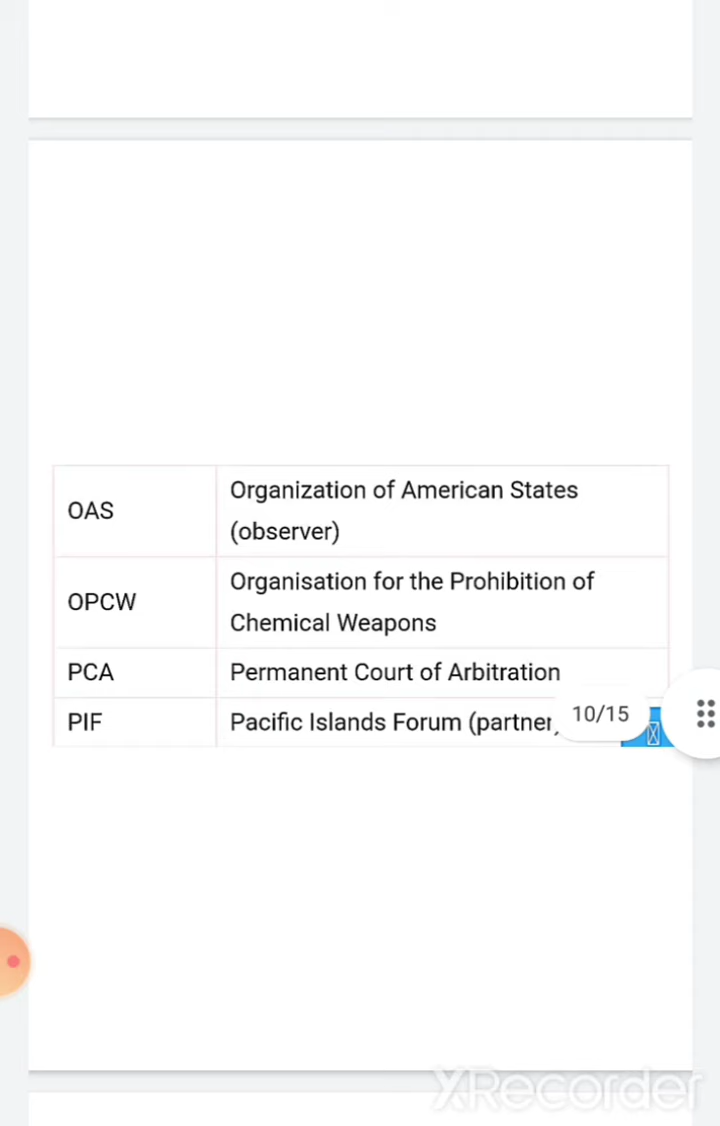 OAS
Organization of American States
(observer)
OPCW
Organisation for the Prohibition of
Chemical Weapons
PCA
Permanent Court of Arbitration
PIF
Pacific Islands Forum (partner
10/15
XRecorder